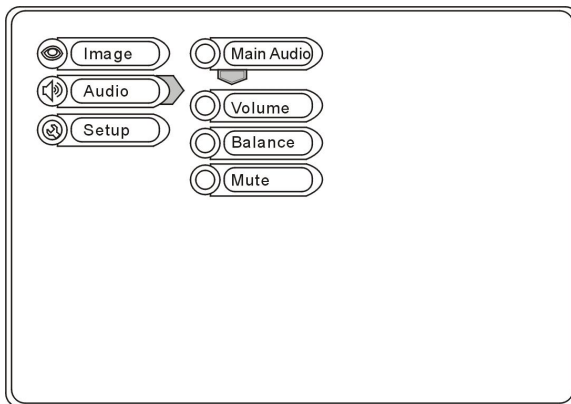 Image
Audio
Setup
Main Audio
Volume
Balance
Mute